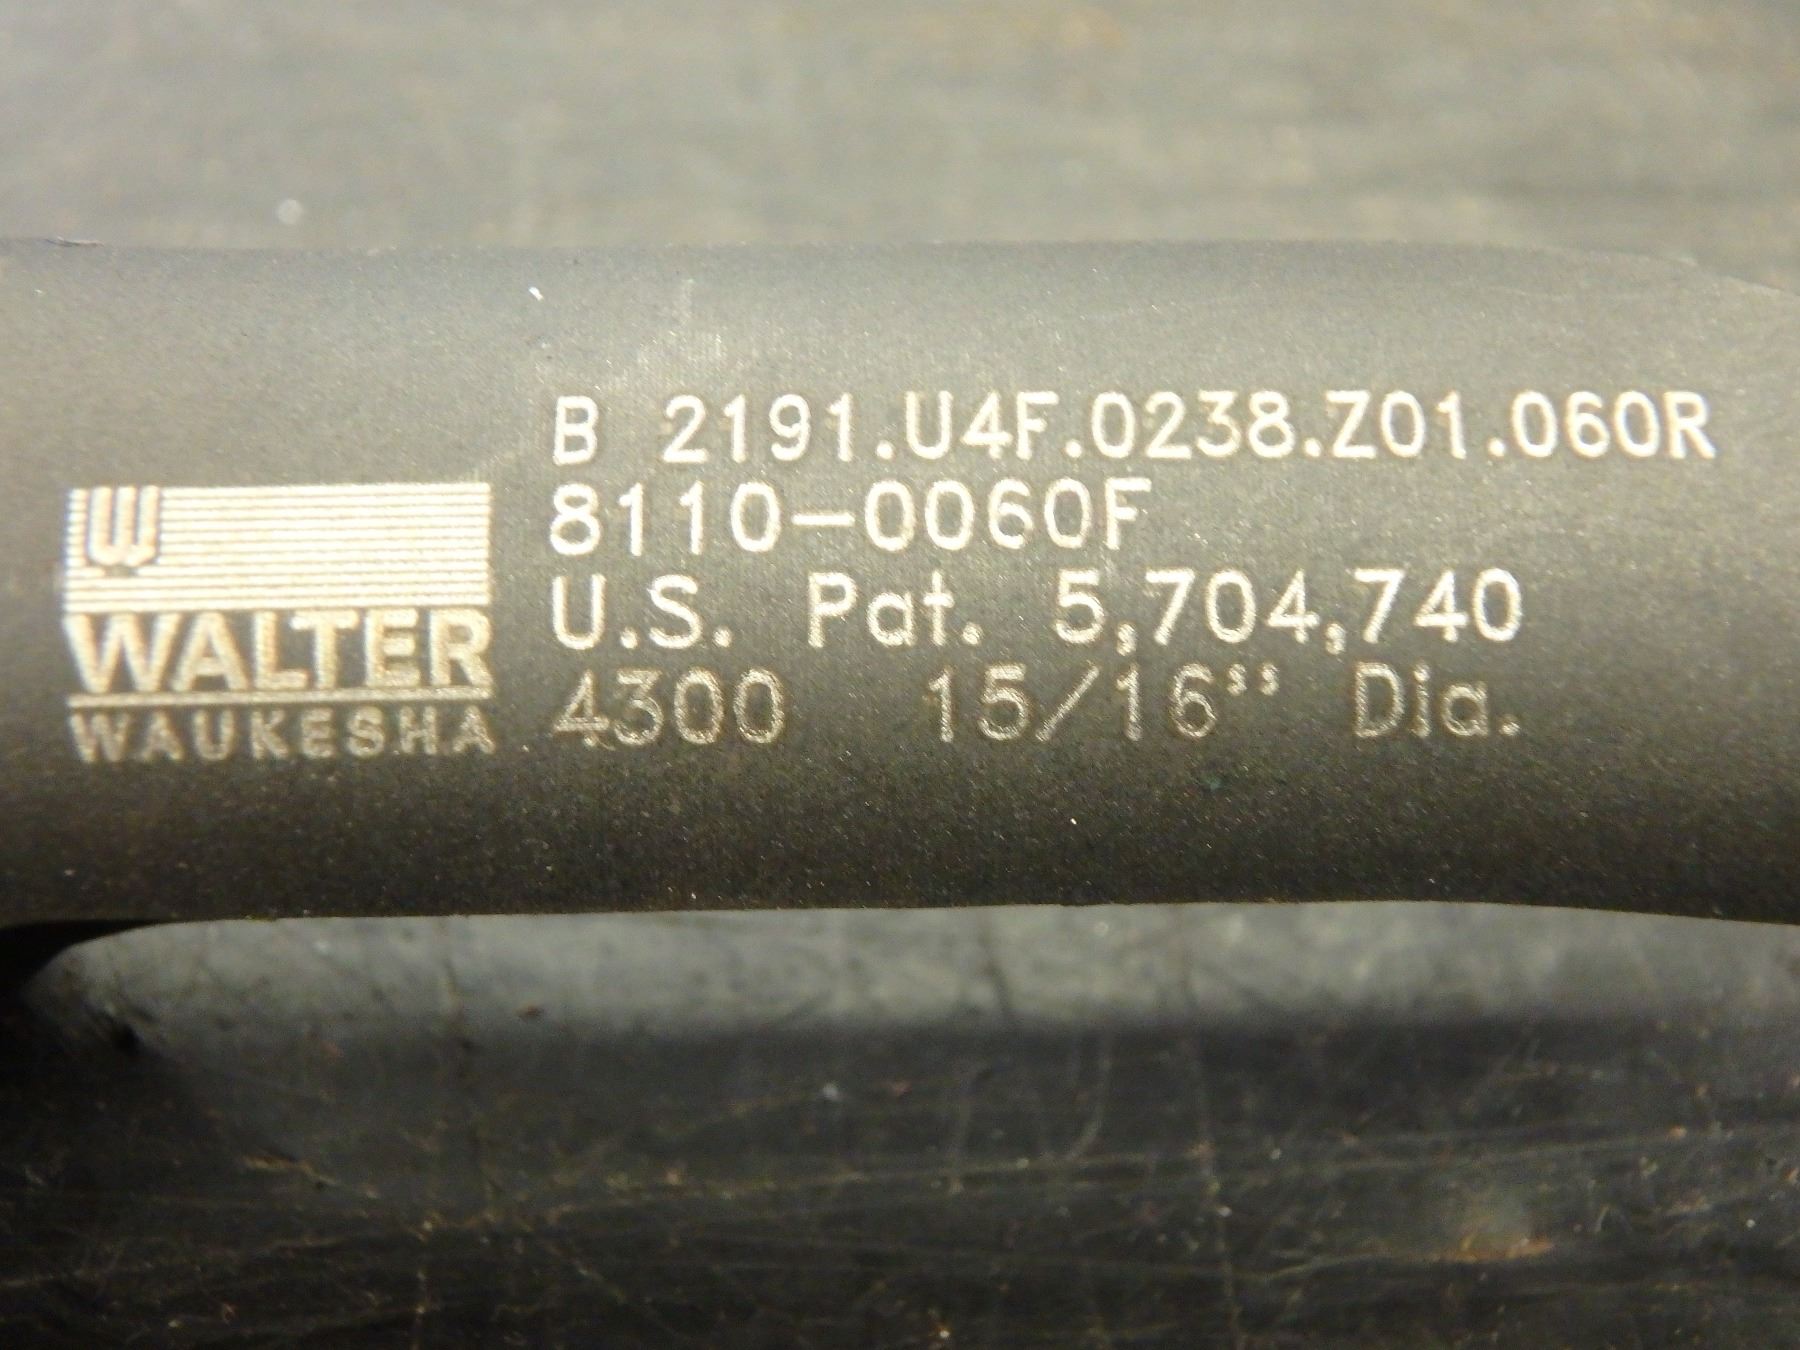 B 2191.U4F.0238.Z01.060R
8110-0060F
U.S. Pat. 5,704,740
4300 15/16" Dia.
W
WALTER
WAUKESHA